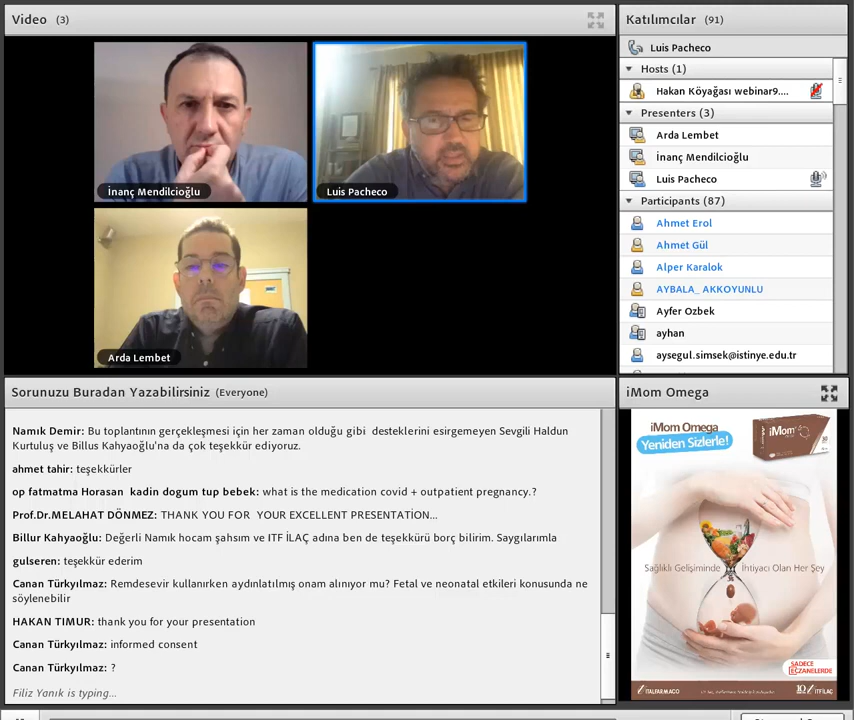 Video (3)
İnanç Mendilcioğlu
Luis Pacheco
Arda Lembet
Katılımcılar (91)
Luis Pacheco
Hosts (1)
Hakan Köyağası webinar9....
Presenters (3)
Arda Lembet
İnanç Mendilcioğlu
Luis Pacheco
Participants (87)
Ahmet Erol
Ahmet Gül
Alper Karalok
AYBALA_ AKKOYUNLU
Ayfer Ozbek
ayhan
aysegul.simsek@istinye.edu.tr
Sorunuzu Buradan Yazabilirsiniz (Everyone)
Namık Demir: Bu toplantının gerçekleşmesi için her zaman olduğu gibi desteklerini esirgemeyen Sevgili Haldun
Kurtuluş ve Billus Kahyaoğlu'na da çok teşekkür ediyoruz.
ahmet tahir: teşekkürler
op fatmatma Horasan kadin dogum tup bebek: what is the medication covid + outpatient pregnancy.?
Prof.Dr.MELAHAT DÖNMEZ: THANK YOU FOR YOUR EXCELLENT PRESENTATİON...
Billur Kahyaoğlu: Değerli Namık hocam şahsım ve ITF İLAÇ adına ben de teşekkürü borç bilirim. Saygılarımla
gulseren: teşekkür ederim
Canan Türkyılmaz: Remdesevir kullanırken aydınlatılmış onam alınıyor mu? Fetal ve neonatal etkileri konusunda ne
söylenebilir
HAKAN TIMUR: thank you for your presentation
Canan Türkyılmaz: informed consent
Canan Türkyılmaz: ?
Filiz Yanık is typing...
iMom Omega
iMom Omega
Yeniden Sizlerle!
iMom
Sağlıklı Gelişiminde İhtiyacı Olan Her Şey
SADECE
ECZANELERDE
ITALFARMACO
ITF İLAÇ